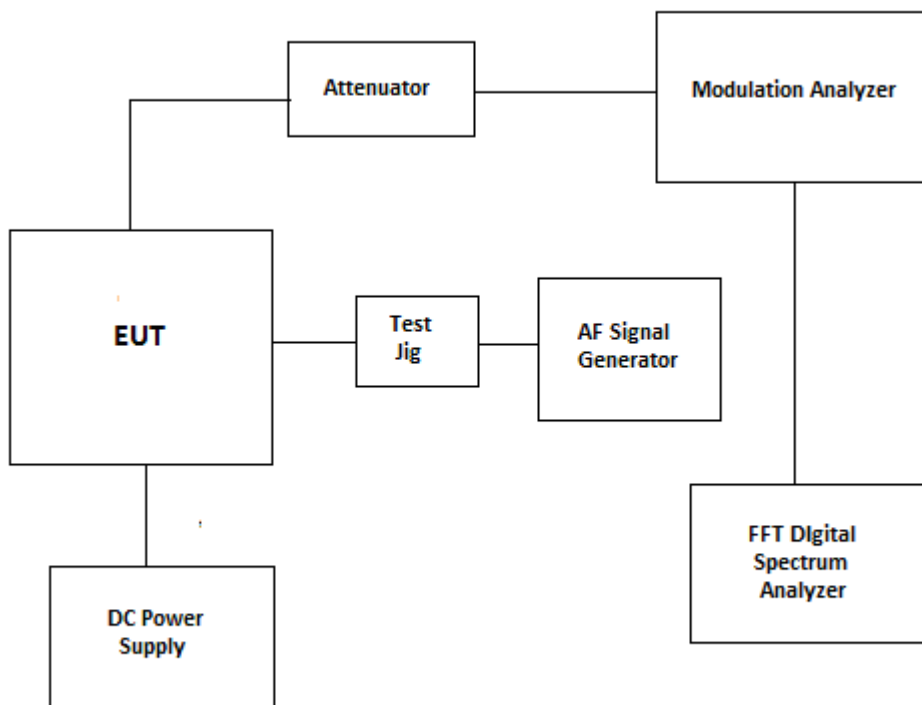 Attenuator
Modulation Analyzer
EUT
Test
Jig
AF Signal
Generator
FFT DIgital
Spectrum
Analyzer
DC Power
Supply